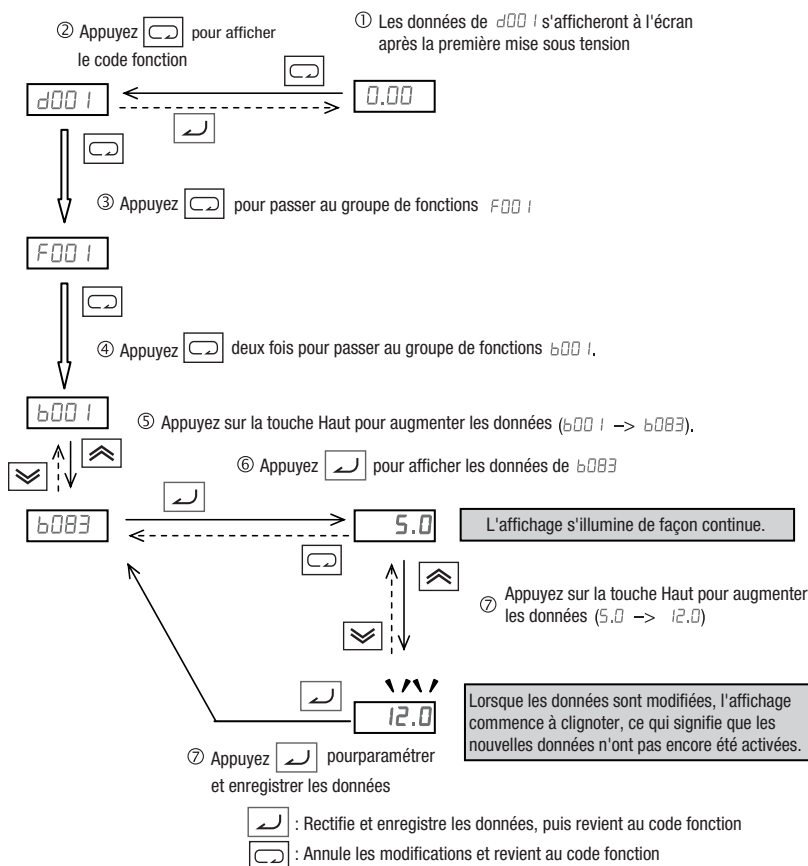 ① Les données de d001 s'afficheront à l'écran
après la première mise sous tension
② Appuyez pour afficher
le code fonction
d001
0.00
③ Appuyez pour passer au groupe de fonctions F001
F001
④ Appuyez deux fois pour passer au groupe de fonctions b001.
b001
⑤ Appuyez sur la touche Haut pour augmenter les données (b001 –> b083).
⑥ Appuyez pour afficher les données de b083
b083
5.0
L'affichage s'illumine de façon continue.
⑦ Appuyez sur la touche Haut pour augmenter
les données (5.0 –> 12.0)
12.0
Lorsque les données sont modifiées, l'affichage
commence à clignoter, ce qui signifie que les
nouvelles données n'ont pas encore été activées.
⑦ Appuyez pourparamétrer
et enregistrer les données
: Rectifie et enregistre les données, puis revient au code fonction
: Annule les modifications et revient au code fonction